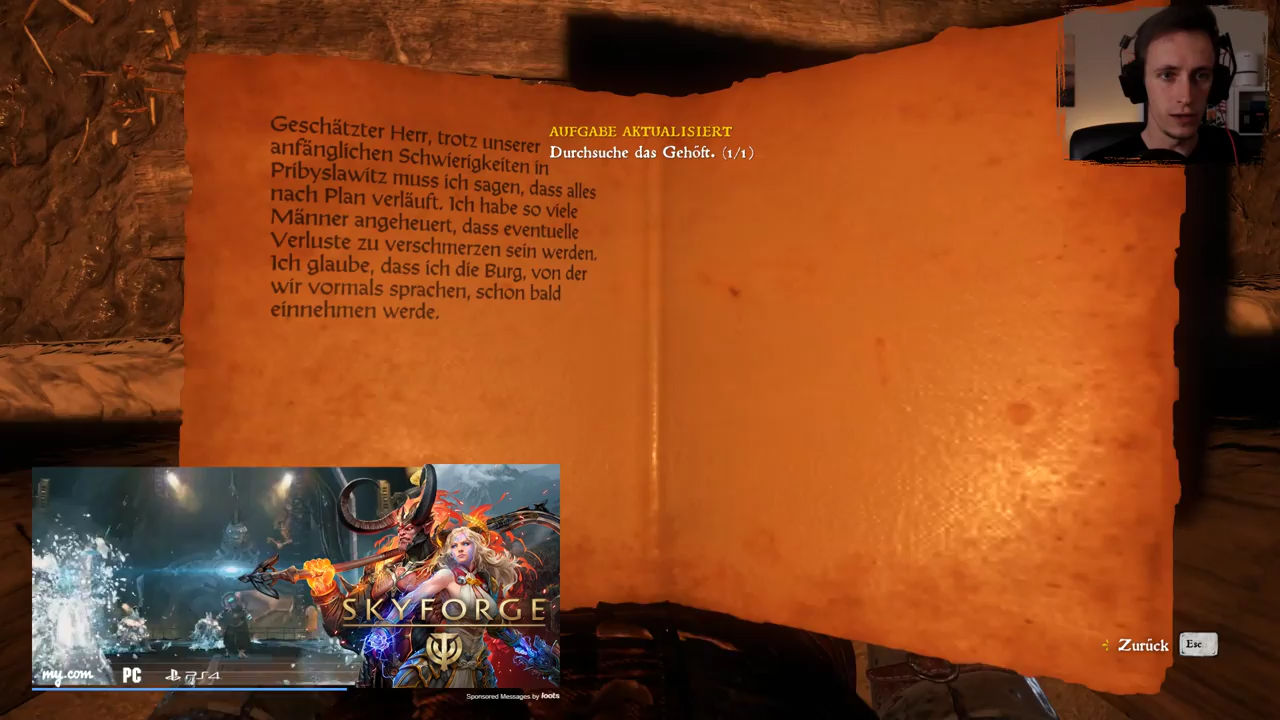 Geschätzter Herr, trotz unserer
anfänglichen Schwierigkeiten in
Pribyslawitz muss ich sagen, dass alles
nach Plan verläuft. Ich habe so viele
Männer angeheuert, dass eventuelle
Verluste zu verschmerzen sein werden.
Ich glaube, dass ich die Burg, von der
wir vormals sprachen, schon bald
einnehmen werde.
AUFGABE AKTUALISIERT
Durchsuche das Gehöft. (1/1)
SKYFORGE
my.com PC PS4
Sponsored Messages by loots
Zurück Esc